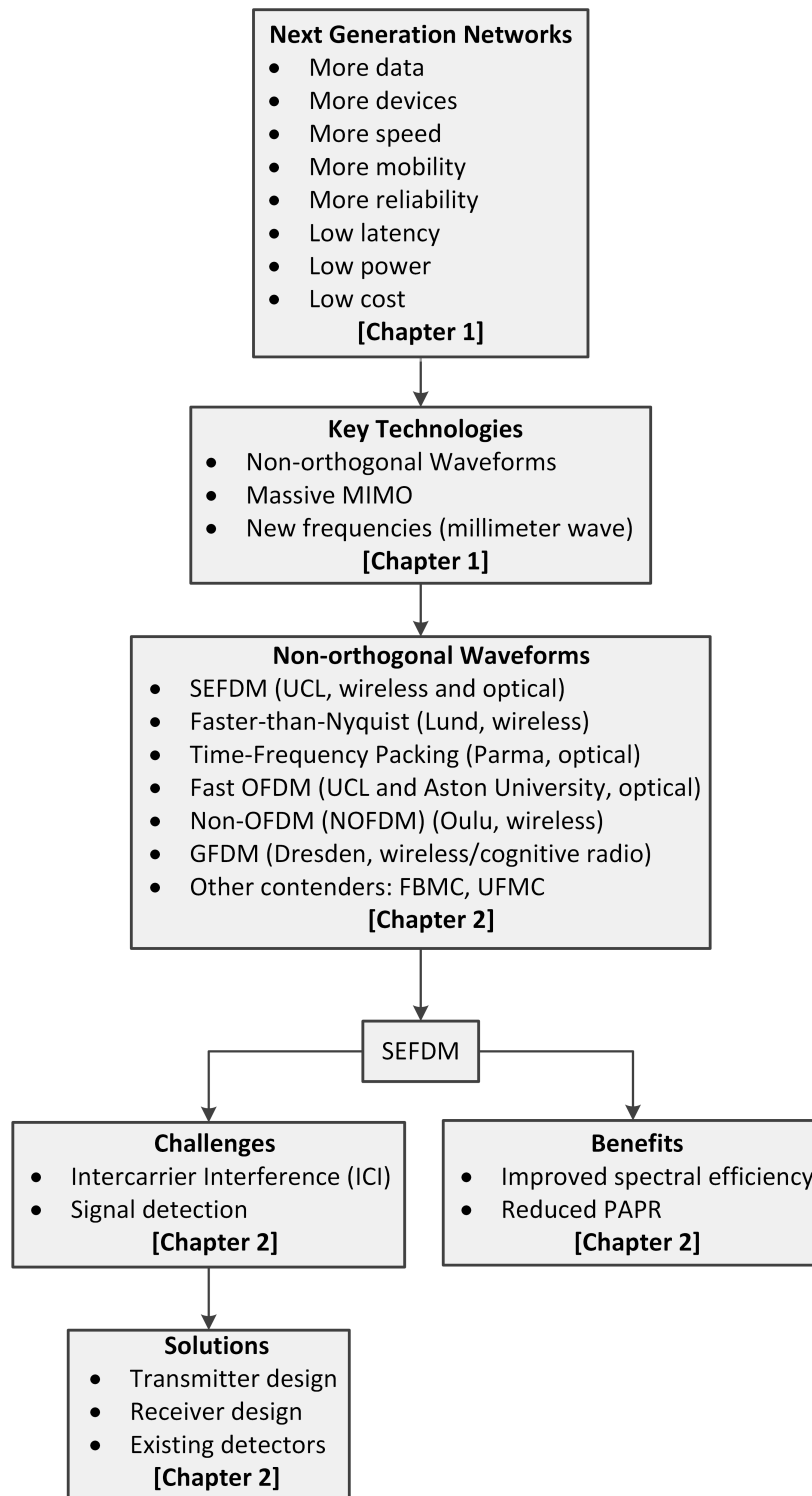 Next Generation Networks
• More data
• More devices
• More speed
• More mobility
• More reliability
• Low latency
• Low power
• Low cost
[Chapter 1]
Key Technologies
• Non-orthogonal Waveforms
• Massive MIMO
• New frequencies (millimeter wave)
[Chapter 1]
Non-orthogonal Waveforms
• SEFDM (UCL, wireless and optical)
• Faster-than-Nyquist (Lund, wireless)
• Time-Frequency Packing (Parma, optical)
• Fast OFDM (UCL and Aston University, optical)
• Non-OFDM (NOFDM) (Oulu, wireless)
• GFDM (Dresden, wireless/cognitive radio)
• Other contenders: FBMC, UFMC
[Chapter 2]
SEFDM
Challenges
• Intercarrier Interference (ICI)
• Signal detection
[Chapter 2]
Benefits
• Improved spectral efficiency
• Reduced PAPR
[Chapter 2]
Solutions
• Transmitter design
• Receiver design
• Existing detectors
[Chapter 2]